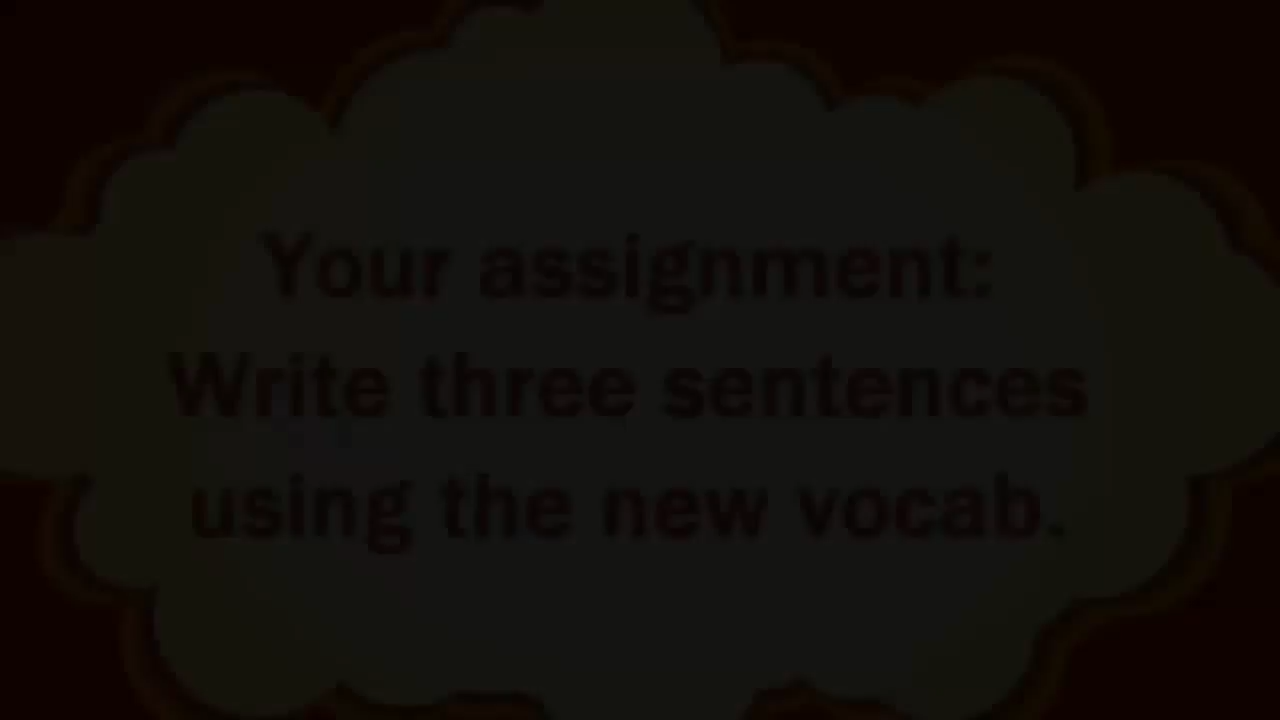 Your assignment:
Write three sentences
using the new vocab.